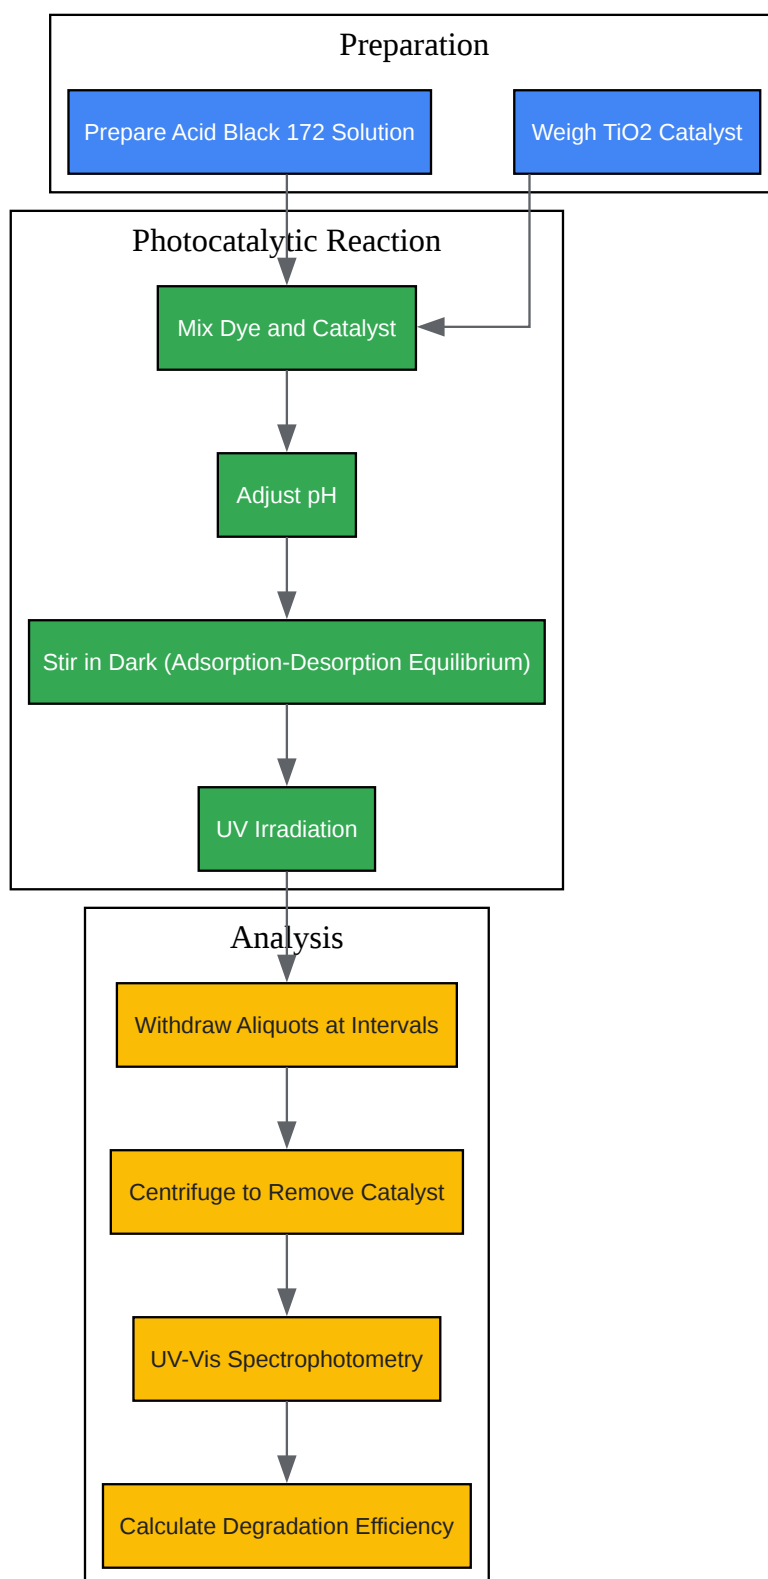 Preparation
Prepare Acid Black 172 Solution
Weigh TiO2 Catalyst
Photocatalytic Reaction
Mix Dye and Catalyst
Adjust pH
Stir in Dark (Adsorption-Desorption Equilibrium)
UV Irradiation
Analysis
Withdraw Aliquots at Intervals
Centrifuge to Remove Catalyst
UV-Vis Spectrophotometry
Calculate Degradation Efficiency